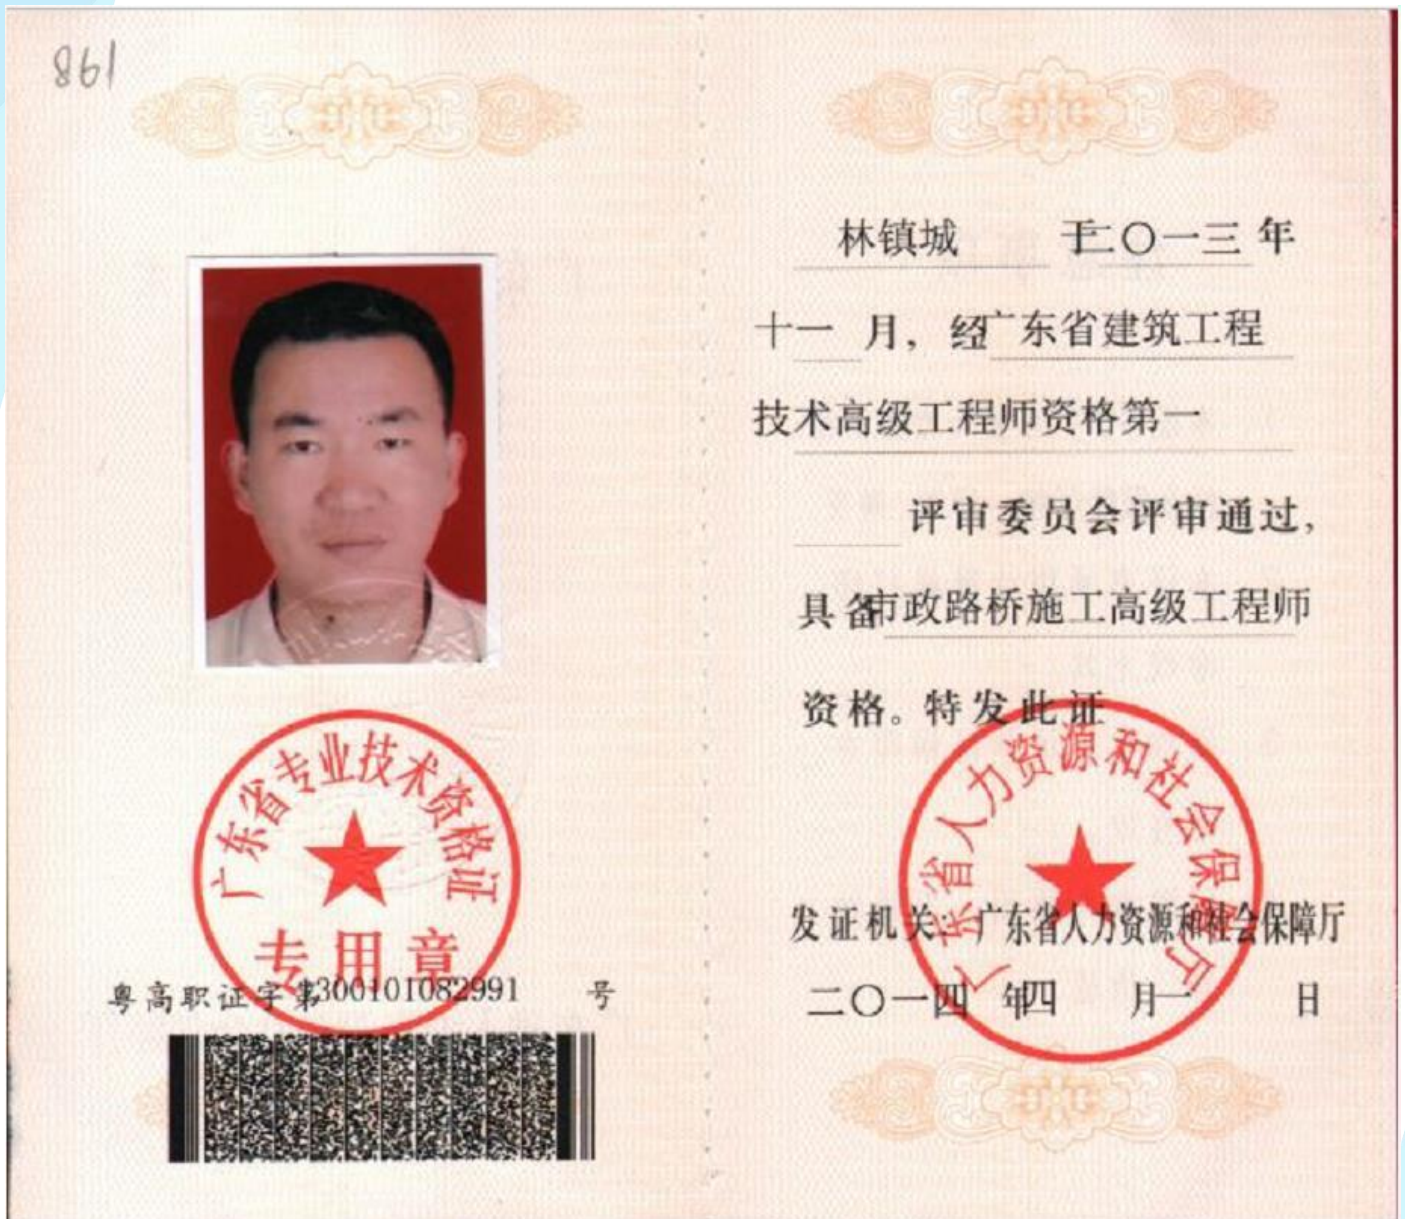 198
广东省专业技术资格证
专用章
粤高职证字第1300101082991 号
林镇城 于二〇一三年
十一月，经广东省建筑工程
技术高级工程师资格第一
评审委员会评审通过，
具备市政路桥施工高级工程师
资格。特发此证
广东省人力资源和社会保障厅
发证机关：广东省人力资源和社会保障厅
二〇一四年四月一日